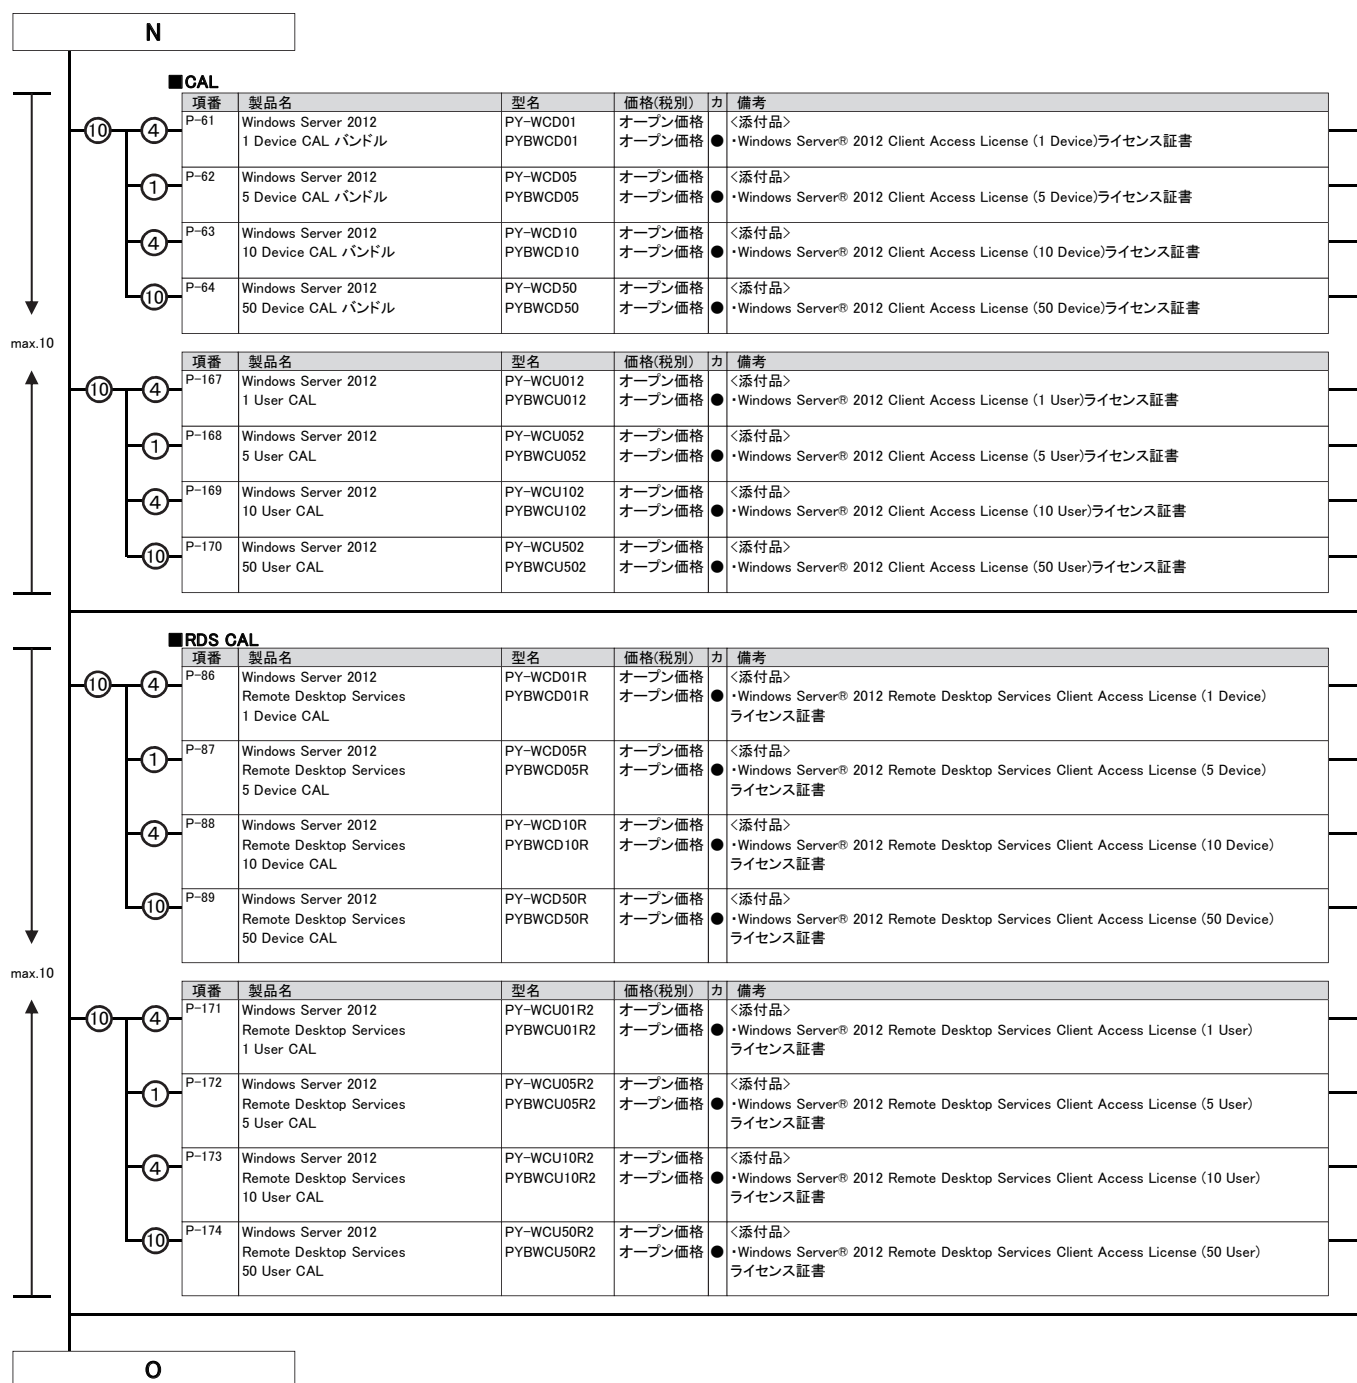 N
■CAL
項番 製品名 型名 価格(税別) カ 備考
⑩ ④ P-61 Windows Server 2012 PY-WCD01 オープン価格 <添付品>
1 Device CAL バンドル PYBWCD01 オープン価格 ● ・Windows Server® 2012 Client Access License (1 Device)ライセンス証書
① P-62 Windows Server 2012 PY-WCD05 オープン価格 <添付品>
5 Device CAL バンドル PYBWCD05 オープン価格 ● ・Windows Server® 2012 Client Access License (5 Device)ライセンス証書
④ P-63 Windows Server 2012 PY-WCD10 オープン価格 <添付品>
10 Device CAL バンドル PYBWCD10 オープン価格 ● ・Windows Server® 2012 Client Access License (10 Device)ライセンス証書
⑩ P-64 Windows Server 2012 PY-WCD50 オープン価格 <添付品>
50 Device CAL バンドル PYBWCD50 オープン価格 ● ・Windows Server® 2012 Client Access License (50 Device)ライセンス証書
max.10
項番 製品名 型名 価格(税別) カ 備考
⑩ ④ P-167 Windows Server 2012 PY-WCU012 オープン価格 <添付品>
1 User CAL PYBWCU012 オープン価格 ● ・Windows Server® 2012 Client Access License (1 User)ライセンス証書
① P-168 Windows Server 2012 PY-WCU052 オープン価格 <添付品>
5 User CAL PYBWCU052 オープン価格 ● ・Windows Server® 2012 Client Access License (5 User)ライセンス証書
④ P-169 Windows Server 2012 PY-WCU102 オープン価格 <添付品>
10 User CAL PYBWCU102 オープン価格 ● ・Windows Server® 2012 Client Access License (10 User)ライセンス証書
⑩ P-170 Windows Server 2012 PY-WCU502 オープン価格 <添付品>
50 User CAL PYBWCU502 オープン価格 ● ・Windows Server® 2012 Client Access License (50 User)ライセンス証書
■RDS CAL
項番 製品名 型名 価格(税別) カ 備考
⑩ ④ P-86 Windows Server 2012 PY-WCD01R オープン価格 <添付品>
Remote Desktop Services PYBWCD01R オープン価格 ● ・Windows Server® 2012 Remote Desktop Services Client Access License (1 Device)
1 Device CAL ライセンス証書
① P-87 Windows Server 2012 PY-WCD05R オープン価格 <添付品>
Remote Desktop Services PYBWCD05R オープン価格 ● ・Windows Server® 2012 Remote Desktop Services Client Access License (5 Device)
5 Device CAL ライセンス証書
④ P-88 Windows Server 2012 PY-WCD10R オープン価格 <添付品>
Remote Desktop Services PYBWCD10R オープン価格 ● ・Windows Server® 2012 Remote Desktop Services Client Access License (10 Device)
10 Device CAL ライセンス証書
⑩ P-89 Windows Server 2012 PY-WCD50R オープン価格 <添付品>
Remote Desktop Services PYBWCD50R オープン価格 ● ・Windows Server® 2012 Remote Desktop Services Client Access License (50 Device)
50 Device CAL ライセンス証書
max.10
項番 製品名 型名 価格(税別) カ 備考
⑩ ④ P-171 Windows Server 2012 PY-WCU01R2 オープン価格 <添付品>
Remote Desktop Services PYBWCU01R2 オープン価格 ● ・Windows Server® 2012 Remote Desktop Services Client Access License (1 User)
1 User CAL ライセンス証書
① P-172 Windows Server 2012 PY-WCU05R2 オープン価格 <添付品>
Remote Desktop Services PYBWCU05R2 オープン価格 ● ・Windows Server® 2012 Remote Desktop Services Client Access License (5 User)
5 User CAL ライセンス証書
④ P-173 Windows Server 2012 PY-WCU10R2 オープン価格 <添付品>
Remote Desktop Services PYBWCU10R2 オープン価格 ● ・Windows Server® 2012 Remote Desktop Services Client Access License (10 User)
10 User CAL ライセンス証書
⑩ P-174 Windows Server 2012 PY-WCU50R2 オープン価格 <添付品>
Remote Desktop Services PYBWCU50R2 オープン価格 ● ・Windows Server® 2012 Remote Desktop Services Client Access License (50 User)
50 User CAL ライセンス証書
O